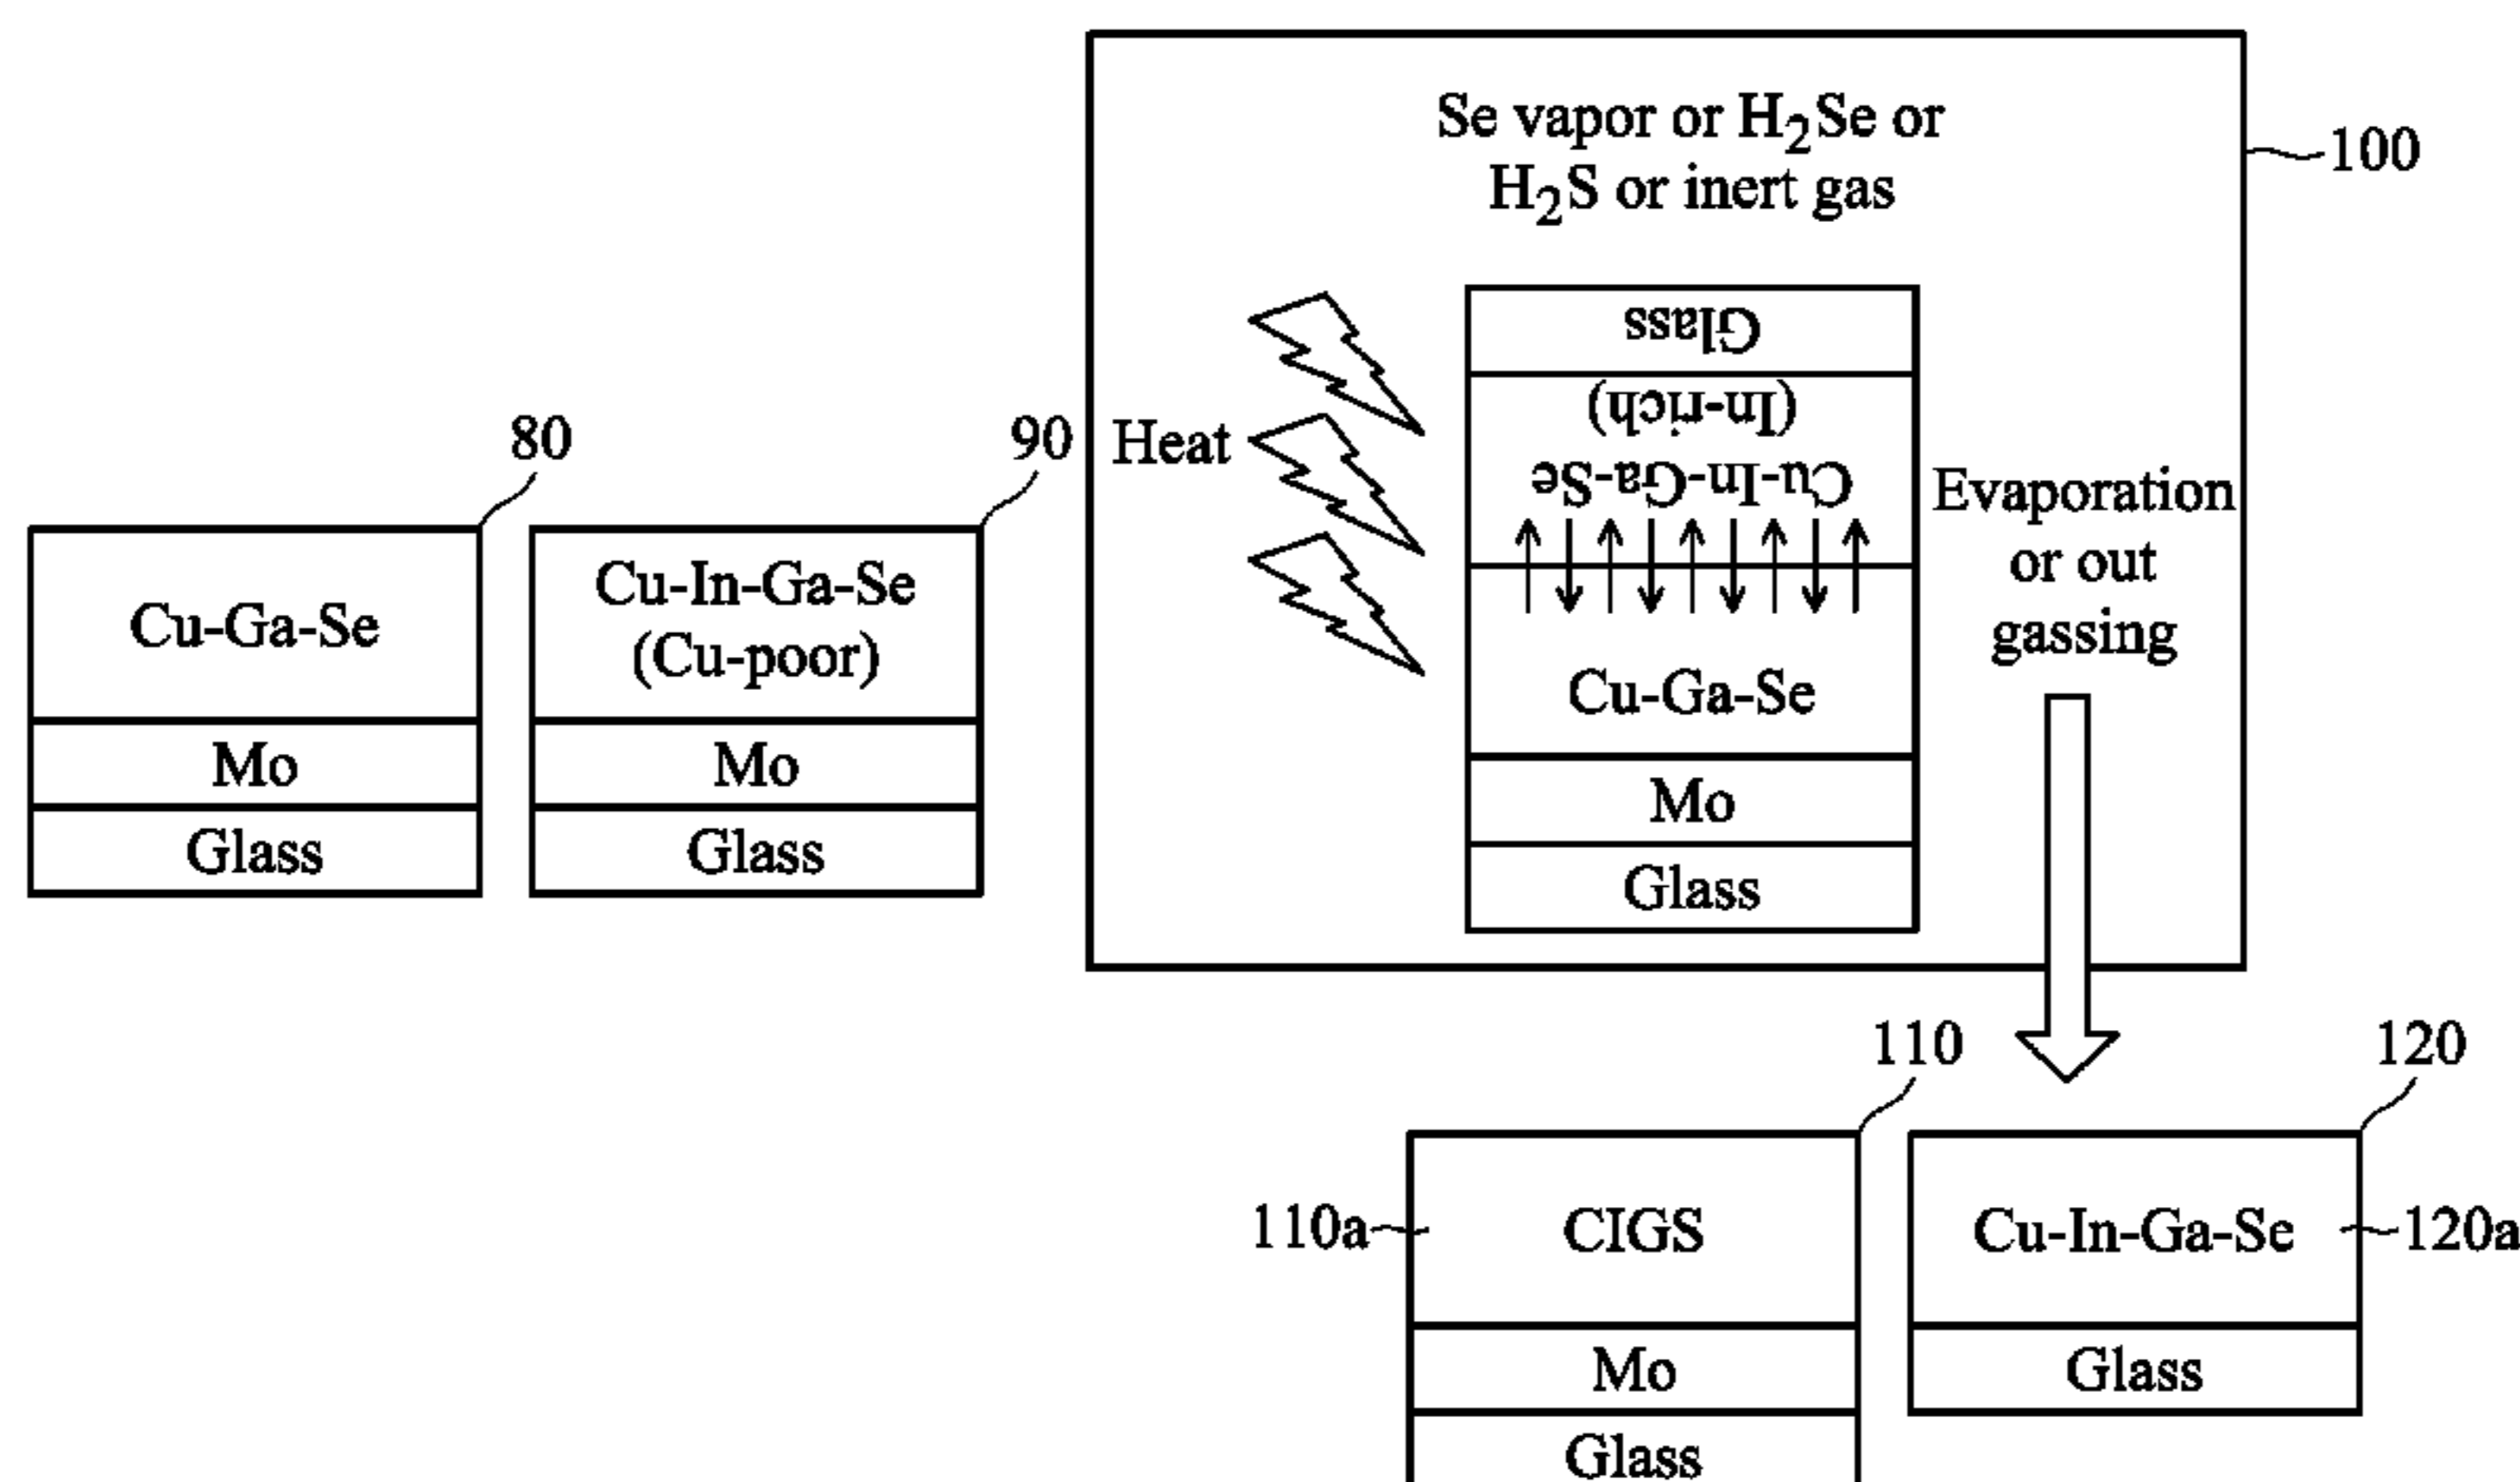 Se vapor or H2Se or
H2S or inert gas
100
Glass
(In-rich)
Cu-In-Ga-Se
Heat
Evaporation
or out
gassing
Cu-Ga-Se
Mo
Glass
80
Cu-Ga-Se
Mo
Glass
90
Cu-In-Ga-Se
(Cu-poor)
Mo
Glass
110
110a
CIGS
Mo
Glass
120
Cu-In-Ga-Se
120a
Glass